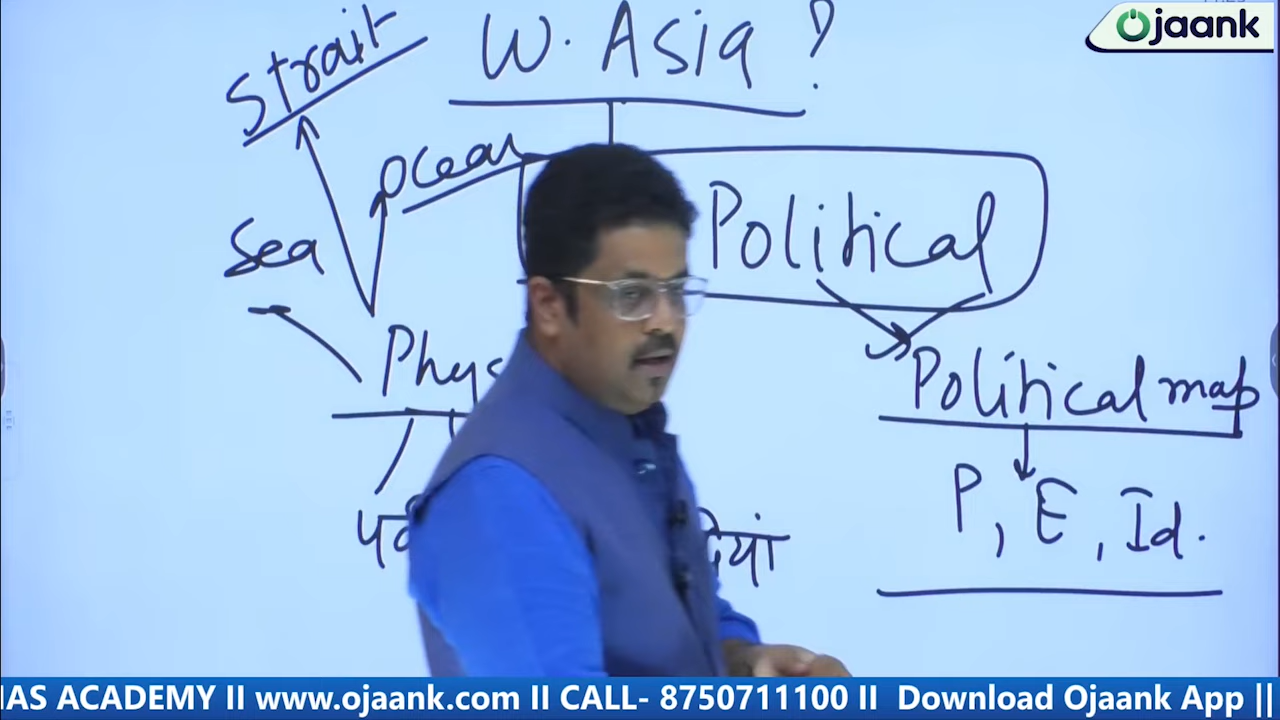 Ojaank
W. Asia ?
Strait
Ocean
Sea
Political
Political map
P, E, Id.
IAS ACADEMY II www.ojaank.com II CALL- 8750711100 II Download Ojaank App ||